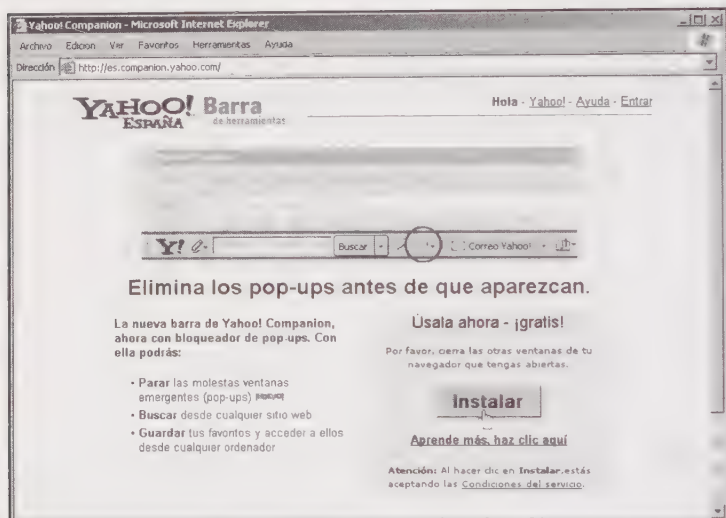 Yahoo! Companion - Microsoft Internet Explorer
Archivo Edición Ver Favoritos Herramientas Ayuda
Dirección http://es.companion.yahoo.com/
YAHOO! Barra
ESPAÑA de herramientas
Hola - Yahoo! - Ayuda - Entrar
Y! Buscar Correo Yahoo!
Elimina los pop-ups antes de que aparezcan.
La nueva barra de Yahoo! Companion,
ahora con bloqueador de pop-ups. Con
ella podrás:
• Parar las molestas ventanas
emergentes (pop-ups)
• Buscar desde cualquier sitio web
• Guardar tus favoritos y acceder a ellos
desde cualquier ordenador
Úsala ahora - ¡gratis!
Por favor, cierra las otras ventanas de tu
navegador que tengas abiertas.
Instalar
Aprende más, haz clic aquí
Atención: Al hacer clic en Instalar,estás
aceptando las Condiciones del servicio.